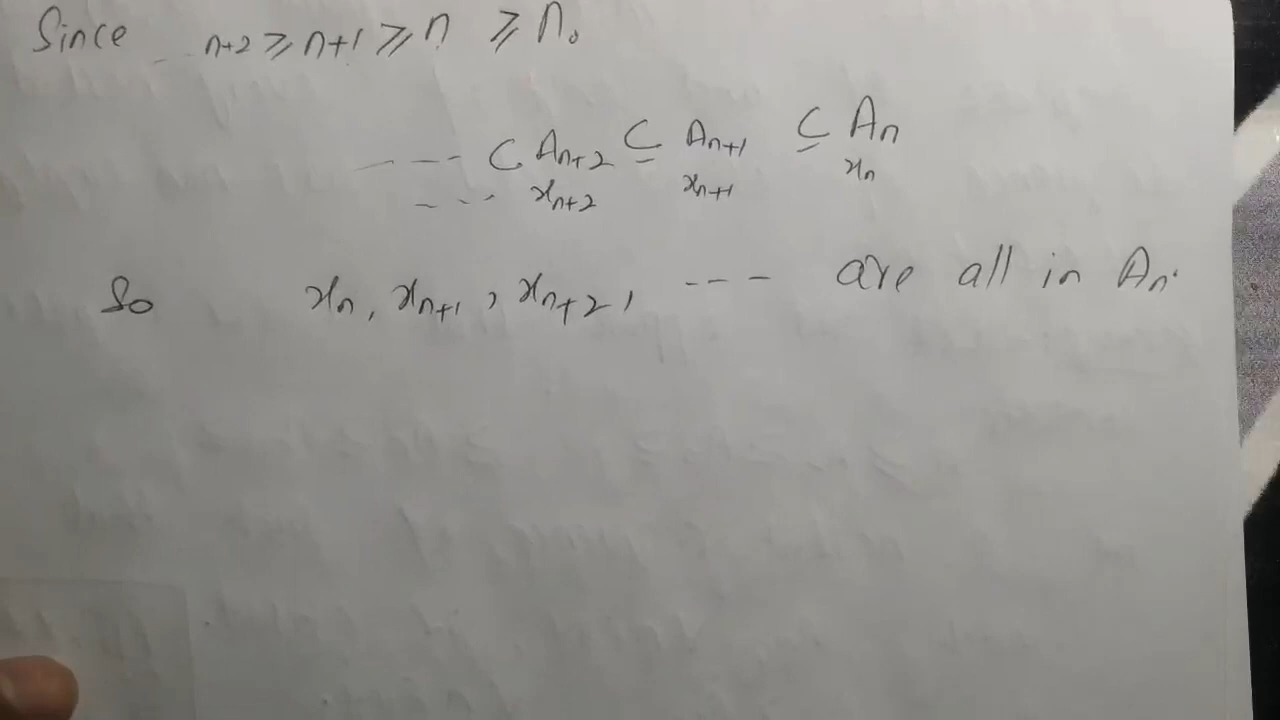 Since n+2 ⩾ n+1 ⩾ n ⩾ n₀
---- ⊂ Aₙ₊₂ ⊆ Aₙ₊₁ ⊆ Aₙ
--- xₙ₊₂ xₙ₊₁ xₙ
So xₙ, xₙ₊₁, xₙ₊₂, --- are all in Aₙ.